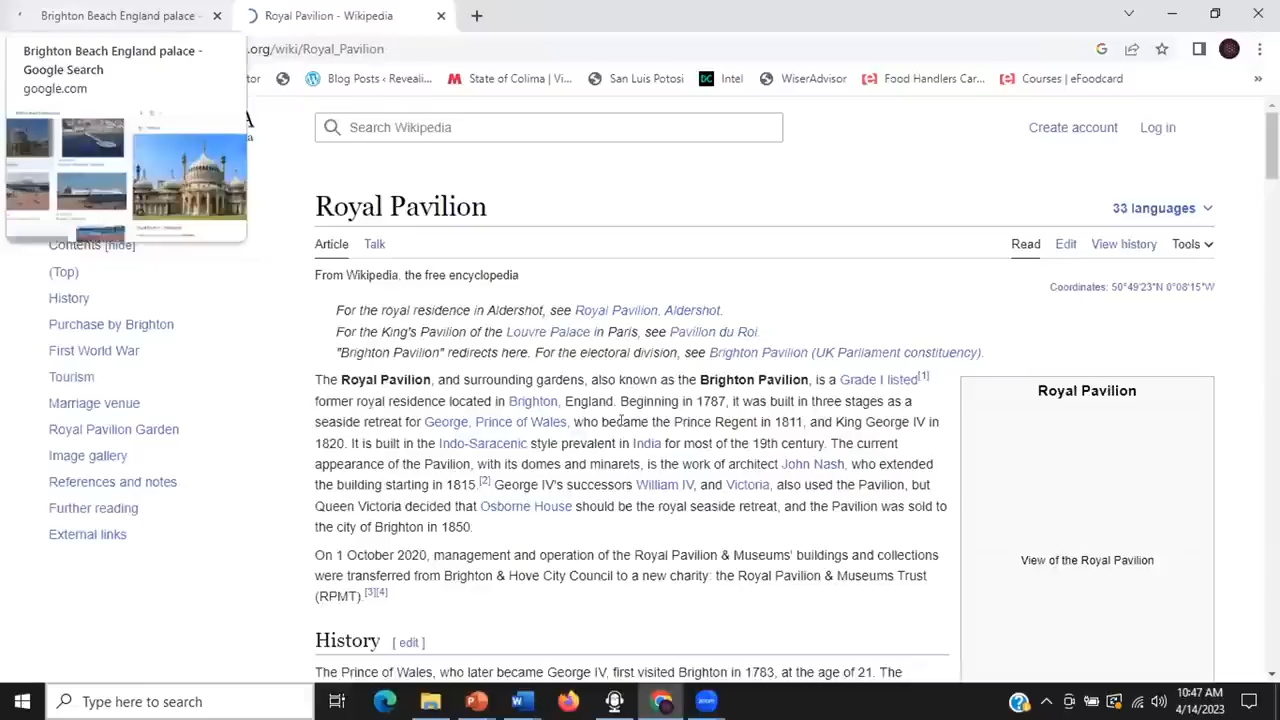 Brighton Beach England palace -
Royal Pavilion - Wikipedia
Brighton Beach England palace -
Google Search
google.com
.org/wiki/Royal_Pavilion
tor
Blog Posts ‹ Reveali...
State of Colima | Vi...
San Luis Potosi
Intel
WiserAdvisor
Food Handlers Car...
Courses | eFoodcard
A
Search Wikipedia
Create account
Log in
Royal Pavilion
33 languages
Contents [hide]
(Top)
History
Purchase by Brighton
First World War
Tourism
Marriage venue
Royal Pavilion Garden
Image gallery
References and notes
Further reading
External links
Article
Talk
Read
Edit
View history
Tools
From Wikipedia, the free encyclopedia
Coordinates: 50°49′23″N 0°08′15″W
For the royal residence in Aldershot, see Royal Pavilion, Aldershot.
For the King's Pavilion of the Louvre Palace in Paris, see Pavillon du Roi.
"Brighton Pavilion" redirects here. For the electoral division, see Brighton Pavilion (UK Parliament constituency).
The Royal Pavilion, and surrounding gardens, also known as the Brighton Pavilion, is a Grade I listed[1]
former royal residence located in Brighton, England. Beginning in 1787, it was built in three stages as a
seaside retreat for George, Prince of Wales, who became the Prince Regent in 1811, and King George IV in
1820. It is built in the Indo-Saracenic style prevalent in India for most of the 19th century. The current
appearance of the Pavilion, with its domes and minarets, is the work of architect John Nash, who extended
the building starting in 1815.[2] George IV's successors William IV, and Victoria, also used the Pavilion, but
Queen Victoria decided that Osborne House should be the royal seaside retreat, and the Pavilion was sold to
the city of Brighton in 1850.
On 1 October 2020, management and operation of the Royal Pavilion & Museums' buildings and collections
were transferred from Brighton & Hove City Council to a new charity: the Royal Pavilion & Museums Trust
(RPMT).[3][4]
Royal Pavilion
View of the Royal Pavilion
History [ edit ]
The Prince of Wales, who later became George IV, first visited Brighton in 1783, at the age of 21. The
Type here to search
10:47 AM
4/14/2023